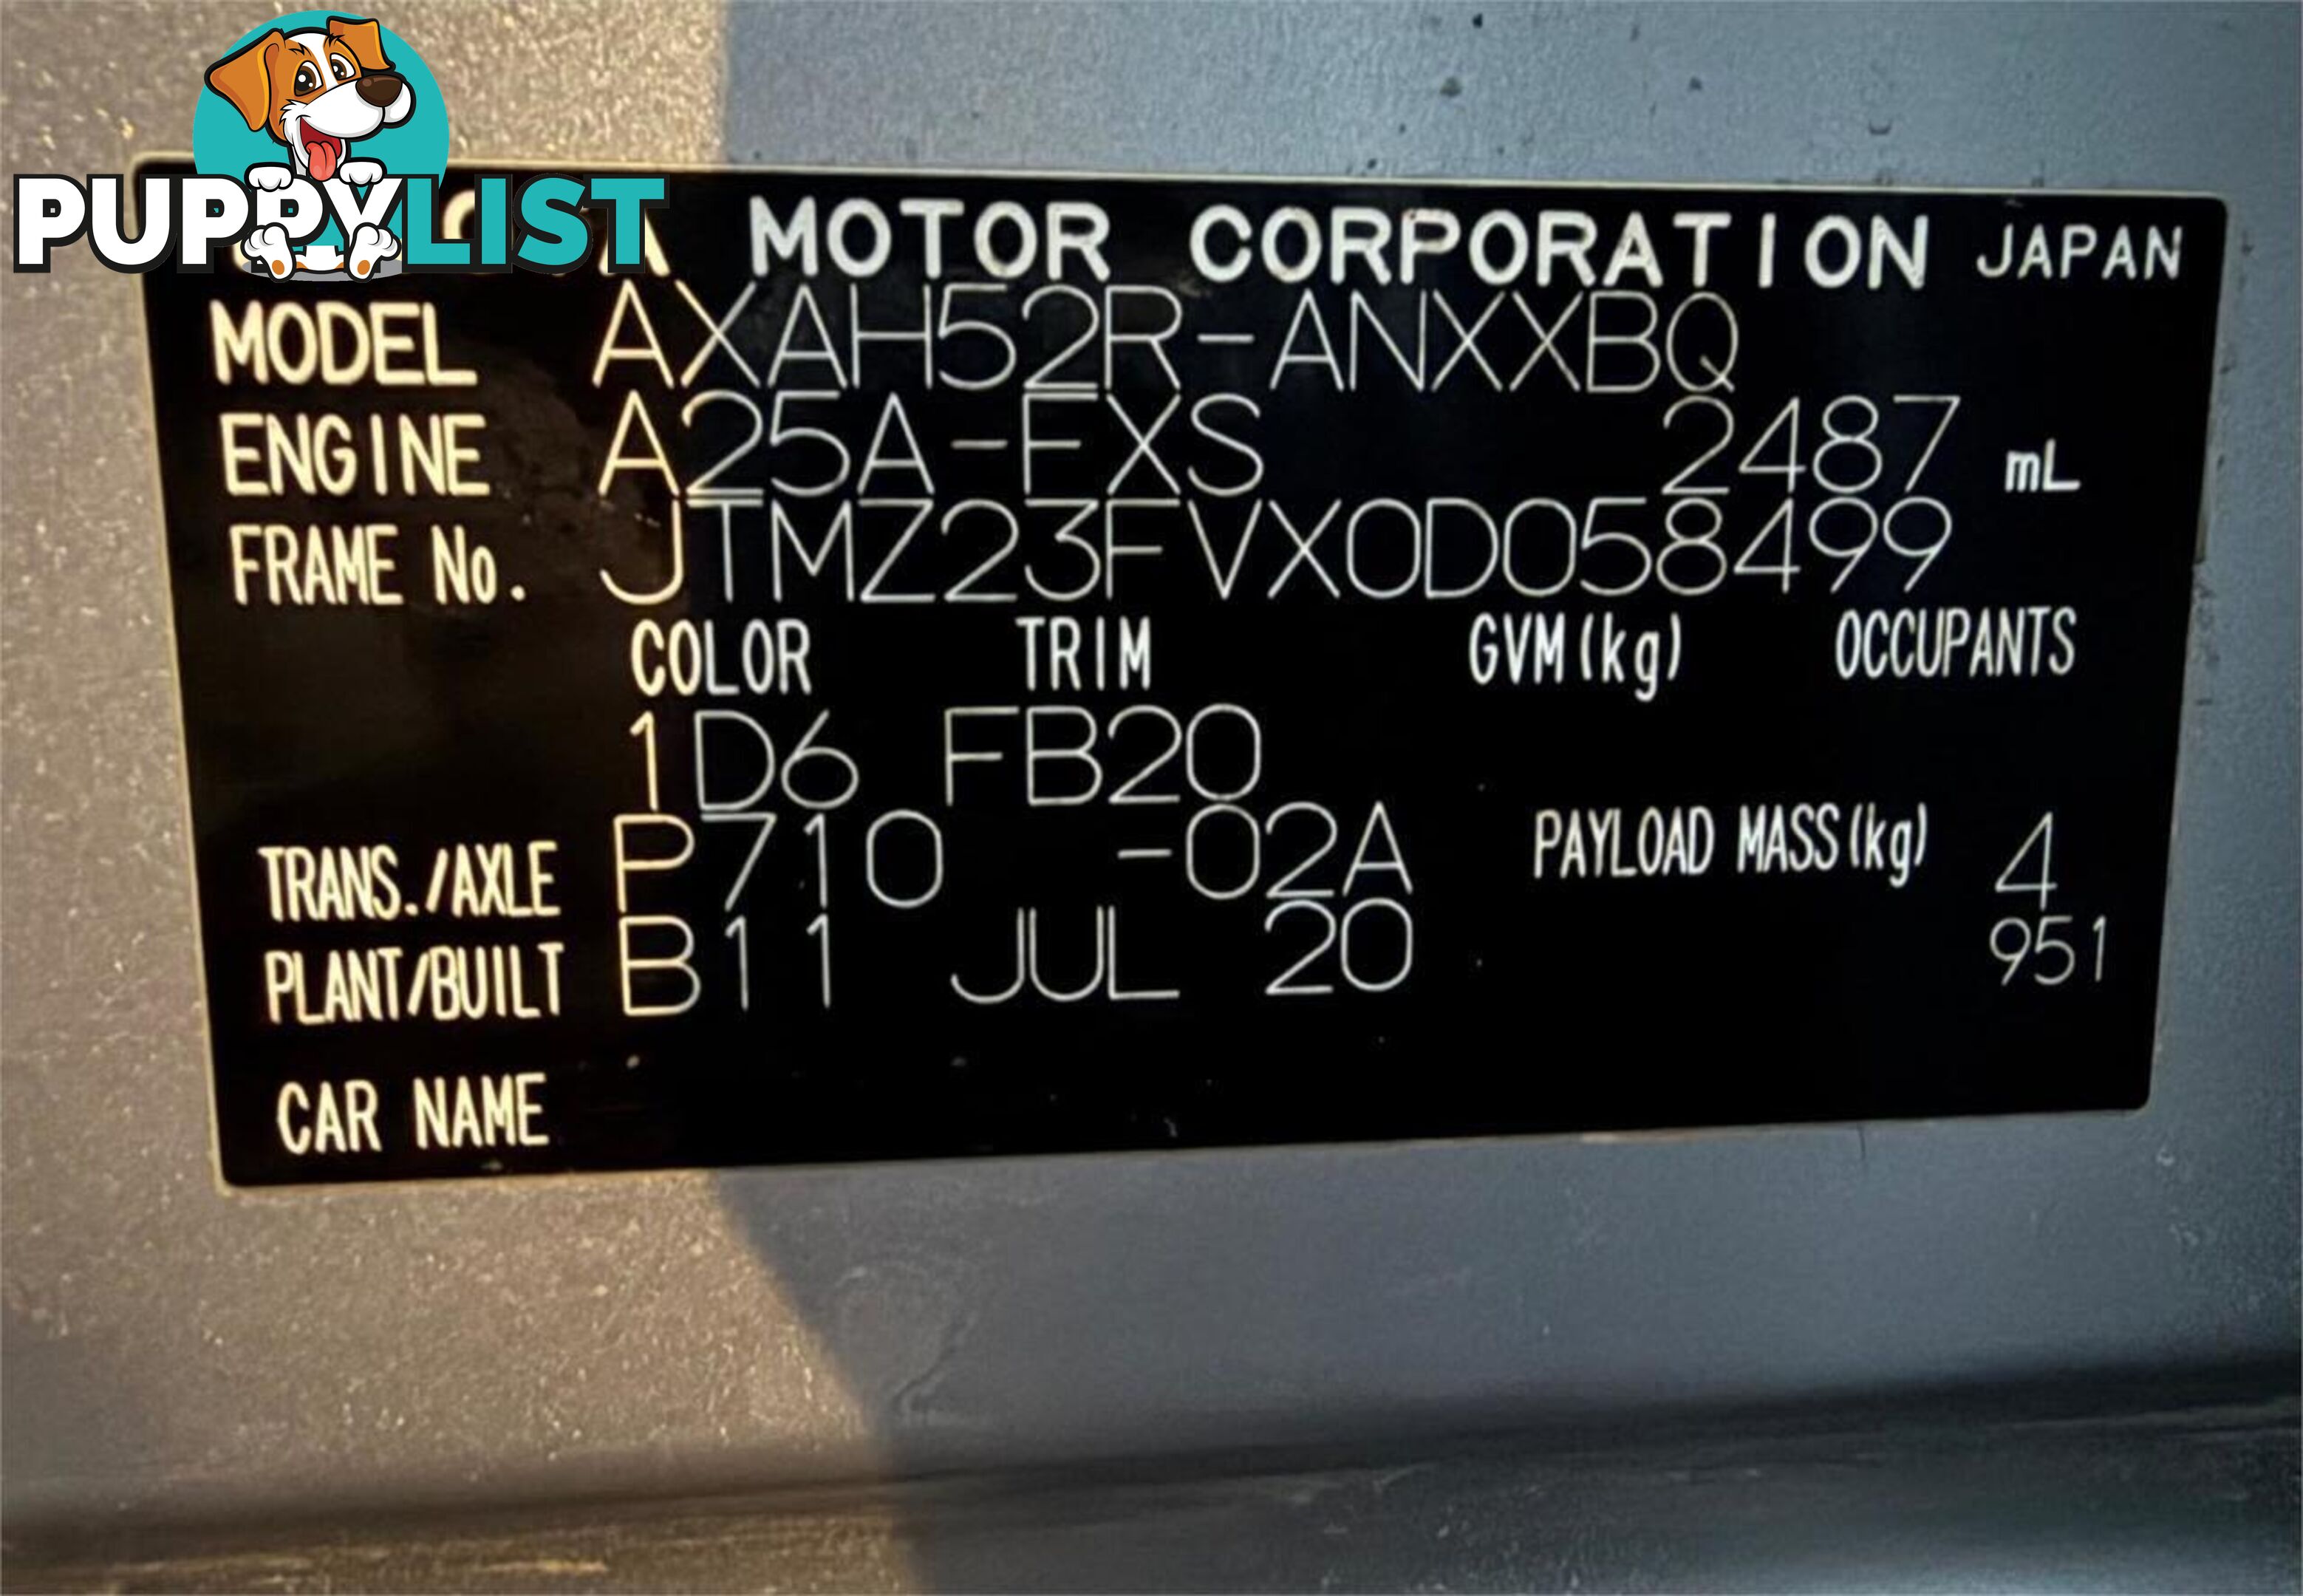 PUPPYLIST
MOTOR CORPORATION JAPAN
MODEL AXAH52R-ANXXBQ
ENGINE A25A-FXS 2487 mL
FRAME No. JTMZ23FVX0D058499
COLOR TRIM GVM(kg) OCCUPANTS
1D6 FB20
TRANS./AXLE P710 -02A PAYLOAD MASS(kg) 4
PLANT/BUILT B11 JUL 20 951
CAR NAME